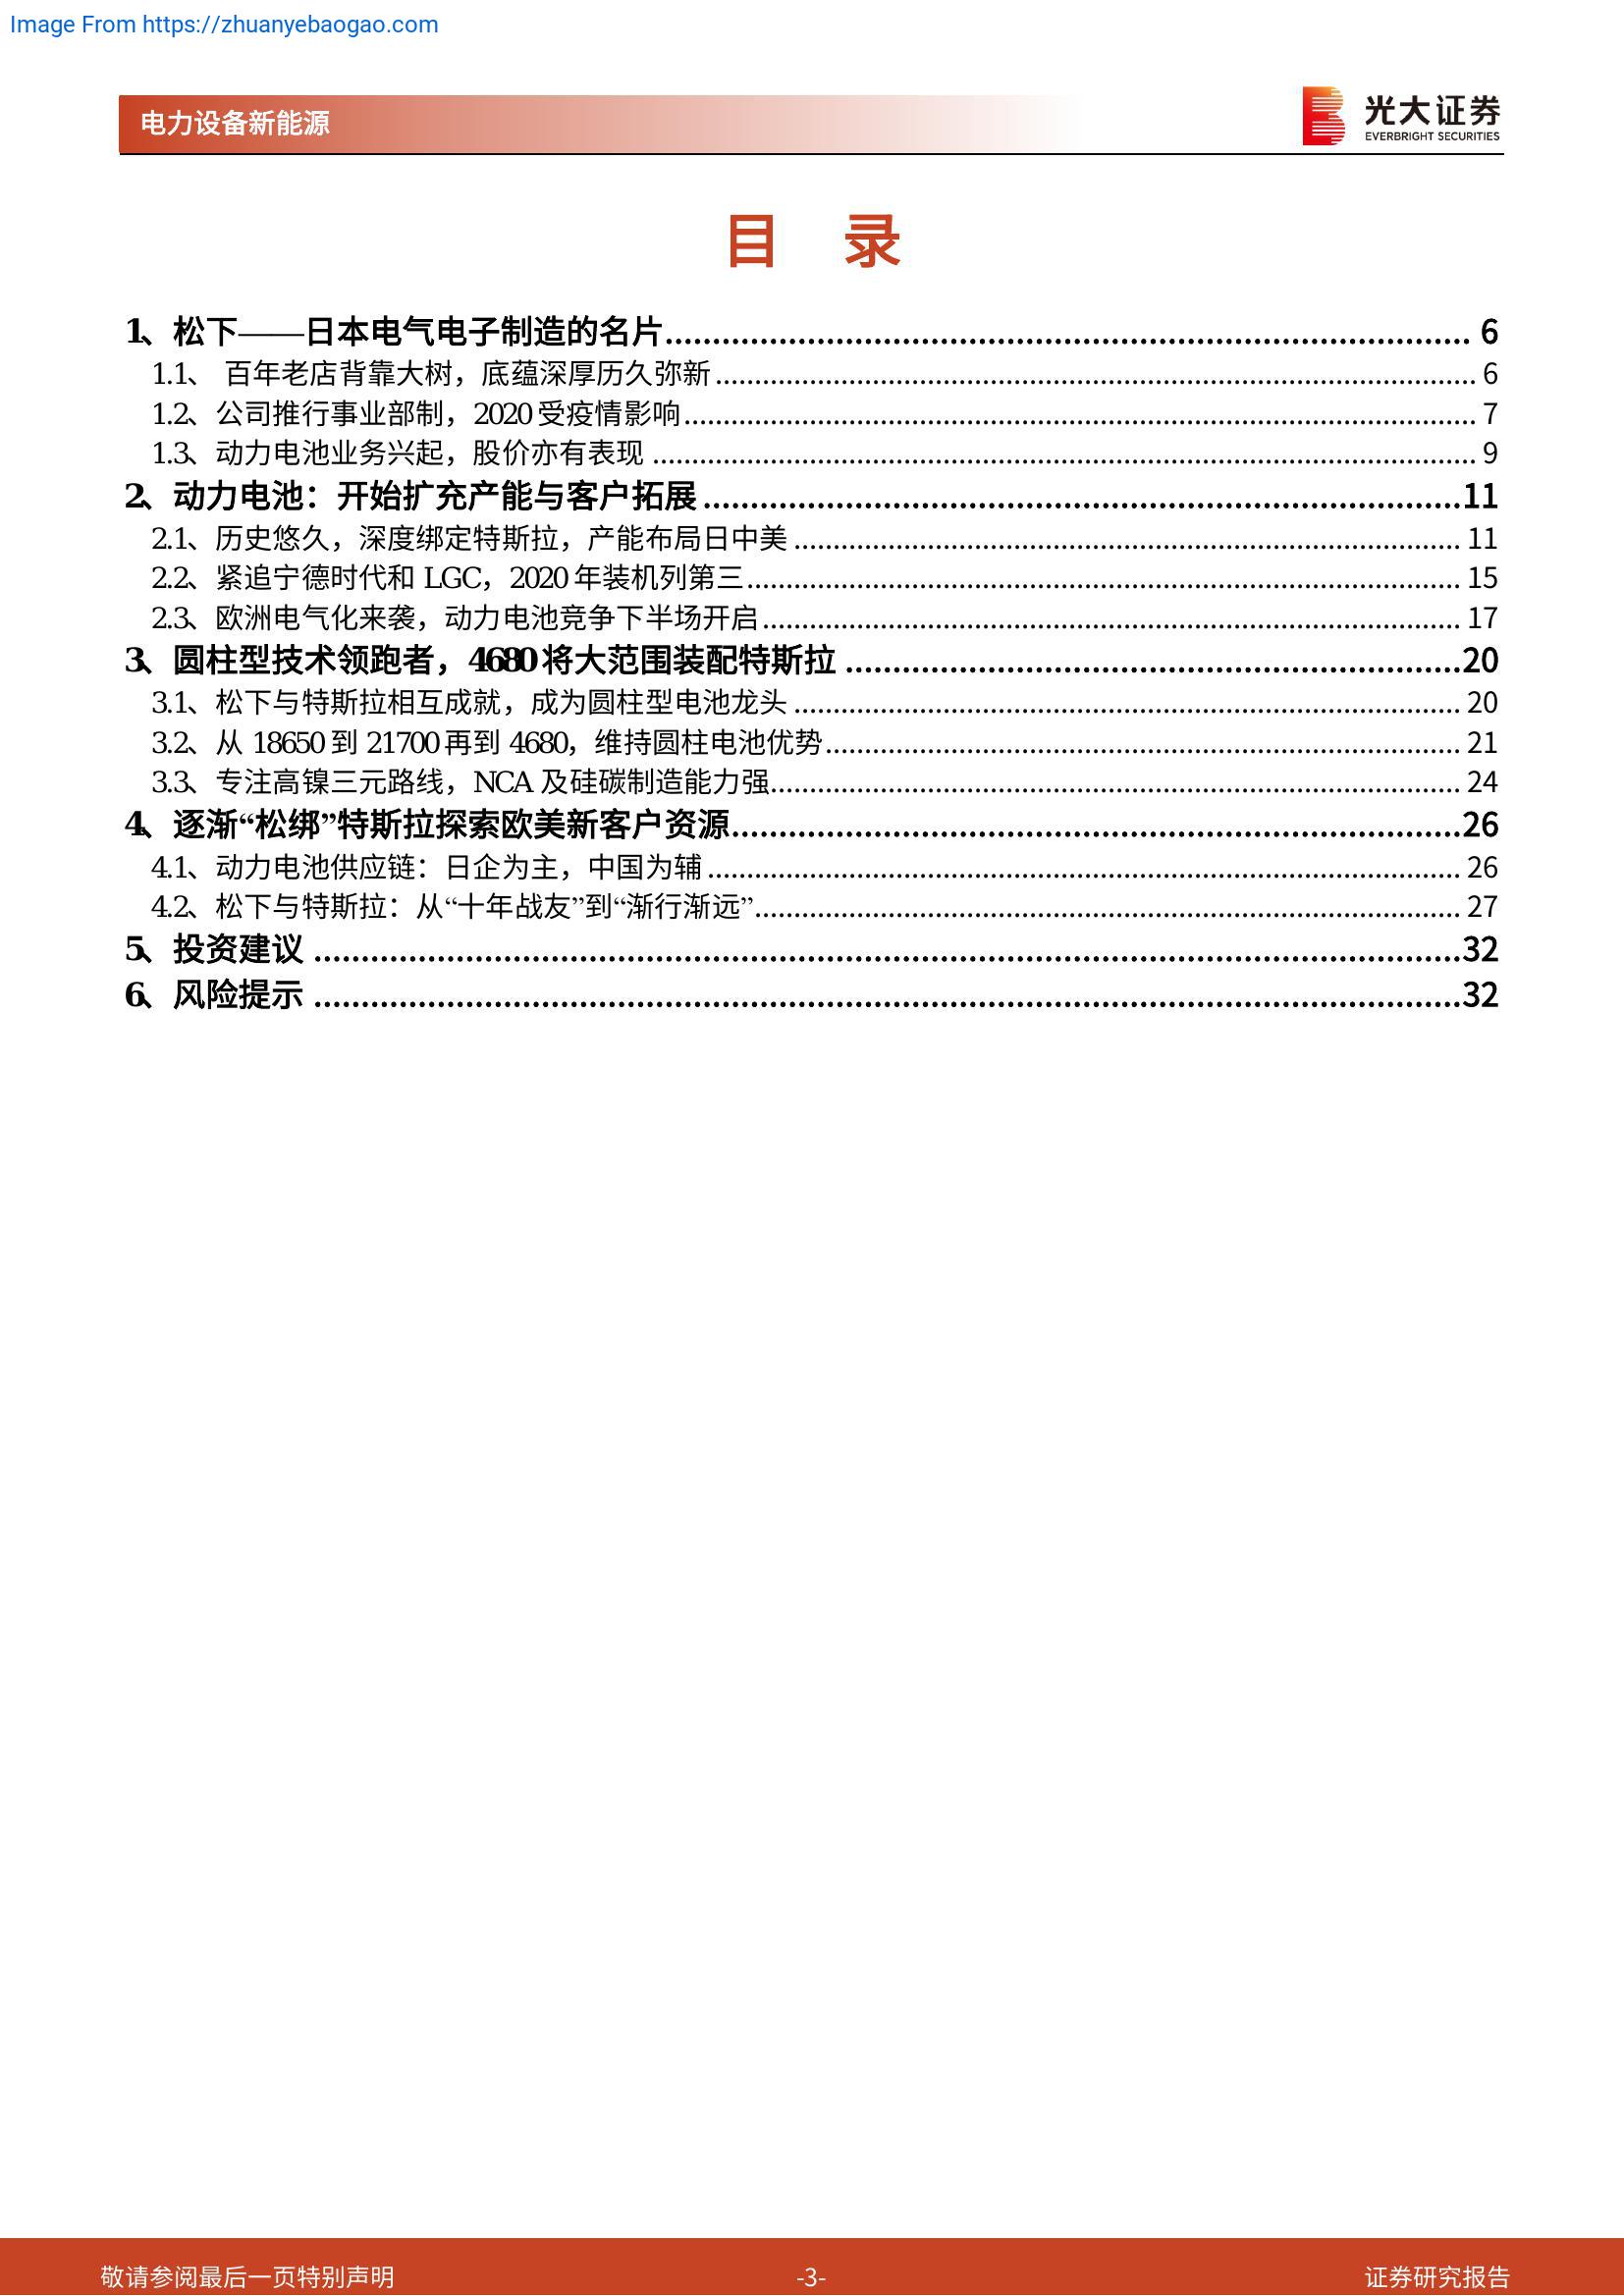 Image From https://zhuanyebaogao.com
电力设备新能源
光大证券
EVERBRIGHT SECURITIES
目 录
1、松下——日本电气电子制造的名片 6
1.1、 百年老店背靠大树，底蕴深厚历久弥新 6
1.2、公司推行事业部制，2020 受疫情影响 7
1.3、动力电池业务兴起，股价亦有表现 9
2、动力电池：开始扩充产能与客户拓展 11
2.1、历史悠久，深度绑定特斯拉，产能布局日中美 11
2.2、紧追宁德时代和 LGC，2020 年装机列第三 15
2.3、欧洲电气化来袭，动力电池竞争下半场开启 17
3、圆柱型技术领跑者，4680 将大范围装配特斯拉 20
3.1、松下与特斯拉相互成就，成为圆柱型电池龙头 20
3.2、从 18650 到 21700 再到 4680，维持圆柱电池优势 21
3.3、专注高镍三元路线，NCA 及硅碳制造能力强 24
4、逐渐“松绑”特斯拉探索欧美新客户资源 26
4.1、动力电池供应链：日企为主，中国为辅 26
4.2、松下与特斯拉：从“十年战友”到“渐行渐远” 27
5、投资建议 32
6、风险提示 32
敬请参阅最后一页特别声明 -3- 证券研究报告